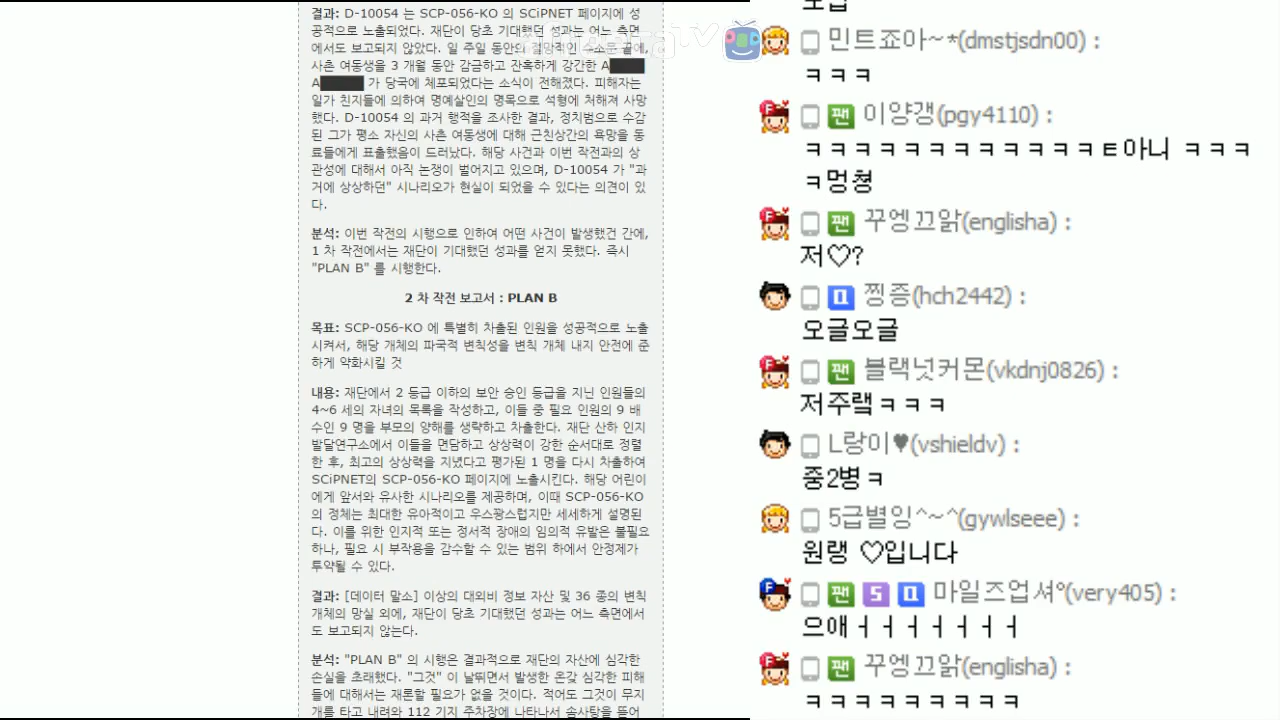 결과: D-10054 는 SCP-056-KO 의 SCiPNET 페이지에 성
공적으로 노출되었다. 재단이 당초 기대했던 성과는 어느 측면
에서도 보고되지 않았다. 일 주일 동안의 절망적인 수소문 끝에,
사촌 여동생을 3 개월 동안 감금하고 잔혹하게 강간한 A
A 가 당국에 체포되었다는 소식이 전해졌다. 피해자는
일가 친지들에 의하여 명예살인의 명목으로 석형에 처해져 사망
했다. D-10054 의 과거 행적을 조사한 결과, 정치범으로 수감
된 그가 평소 자신의 사촌 여동생에 대해 근친상간의 욕망을 동
료들에게 표출했음이 드러났다. 해당 사건과 이번 작전과의 상
관성에 대해서 아직 논쟁이 벌어지고 있으며, D-10054 가 "과
거에 상상하던" 시나리오가 현실이 되었을 수 있다는 의견이 있
다.
분석: 이번 작전의 시행으로 인하여 어떤 사건이 발생했건 간에,
1 차 작전에서는 재단이 기대했던 성과를 얻지 못했다. 즉시
"PLAN B" 를 시행한다.
2 차 작전 보고서 : PLAN B
목표: SCP-056-KO 에 특별히 차출된 인원을 성공적으로 노출
시켜서, 해당 개체의 파국적 변칙성을 변칙 개체 내지 안전에 준
하게 약화시킬 것
내용: 재단에서 2 등급 이하의 보안 승인 등급을 지닌 인원들의
4~6 세의 자녀의 목록을 작성하고, 이들 중 필요 인원의 9 배
수인 9 명을 부모의 양해를 생략하고 차출한다. 재단 산하 인지
발달연구소에서 이들을 면담하고 상상력이 강한 순서대로 정렬
한 후, 최고의 상상력을 지녔다고 평가된 1 명을 다시 차출하여
SCiPNET의 SCP-056-KO 페이지에 노출시킨다. 해당 어린이
에게 앞서와 유사한 시나리오를 제공하며, 이때 SCP-056-KO
의 정체는 최대한 유아적이고 우스꽝스럽지만 세세하게 설명된
다. 이를 위한 인지적 또는 정서적 장애의 임의적 유발은 불필요
하나, 필요 시 부작용을 감수할 수 있는 범위 하에서 안정제가
투약될 수 있다.
결과: [데이터 말소] 이상의 대외비 정보 자산 및 36 종의 변칙
개체의 망실 외에, 재단이 당초 기대했던 성과는 어느 측면에서
도 보고되지 않는다.
분석: "PLAN B" 의 시행은 결과적으로 재단의 자산에 심각한
손실을 초래했다. "그것" 이 날뛰면서 발생한 온갖 심각한 피해
들에 대해서는 재론할 필요가 없을 것이다. 적어도 그것이 무지
개를 타고 내려와 112 기지 주차장에 나타나서 솜사탕을 뜯어
민트죠아~*(dmstjsdn00) :
ㅋㅋㅋ
팬 이양갱(pgy4110) :
ㅋㅋㅋㅋㅋㅋㅋㅋㅋㅋㅋㅋㅌ아니 ㅋㅋㅋ
ㅋ멍청
팬 꾸엥끄앍(englisha) :
저♡?
찡증(hch2442) :
오글오글
팬 블랙넛커몬(vkdnj0826) :
저주랰ㅋㅋㅋ
L랑이♥(vshieldv) :
중2병ㅋ
5급별잉^~^(gywlseee) :
원랭 ♡입니다
팬 S 마일즈업셔°(very405) :
으애ㅓㅓㅓㅓㅓㅓㅓ
팬 꾸엥끄앍(englisha) :
ㅋㅋㅋㅋㅋㅋㅋㅋㅋ